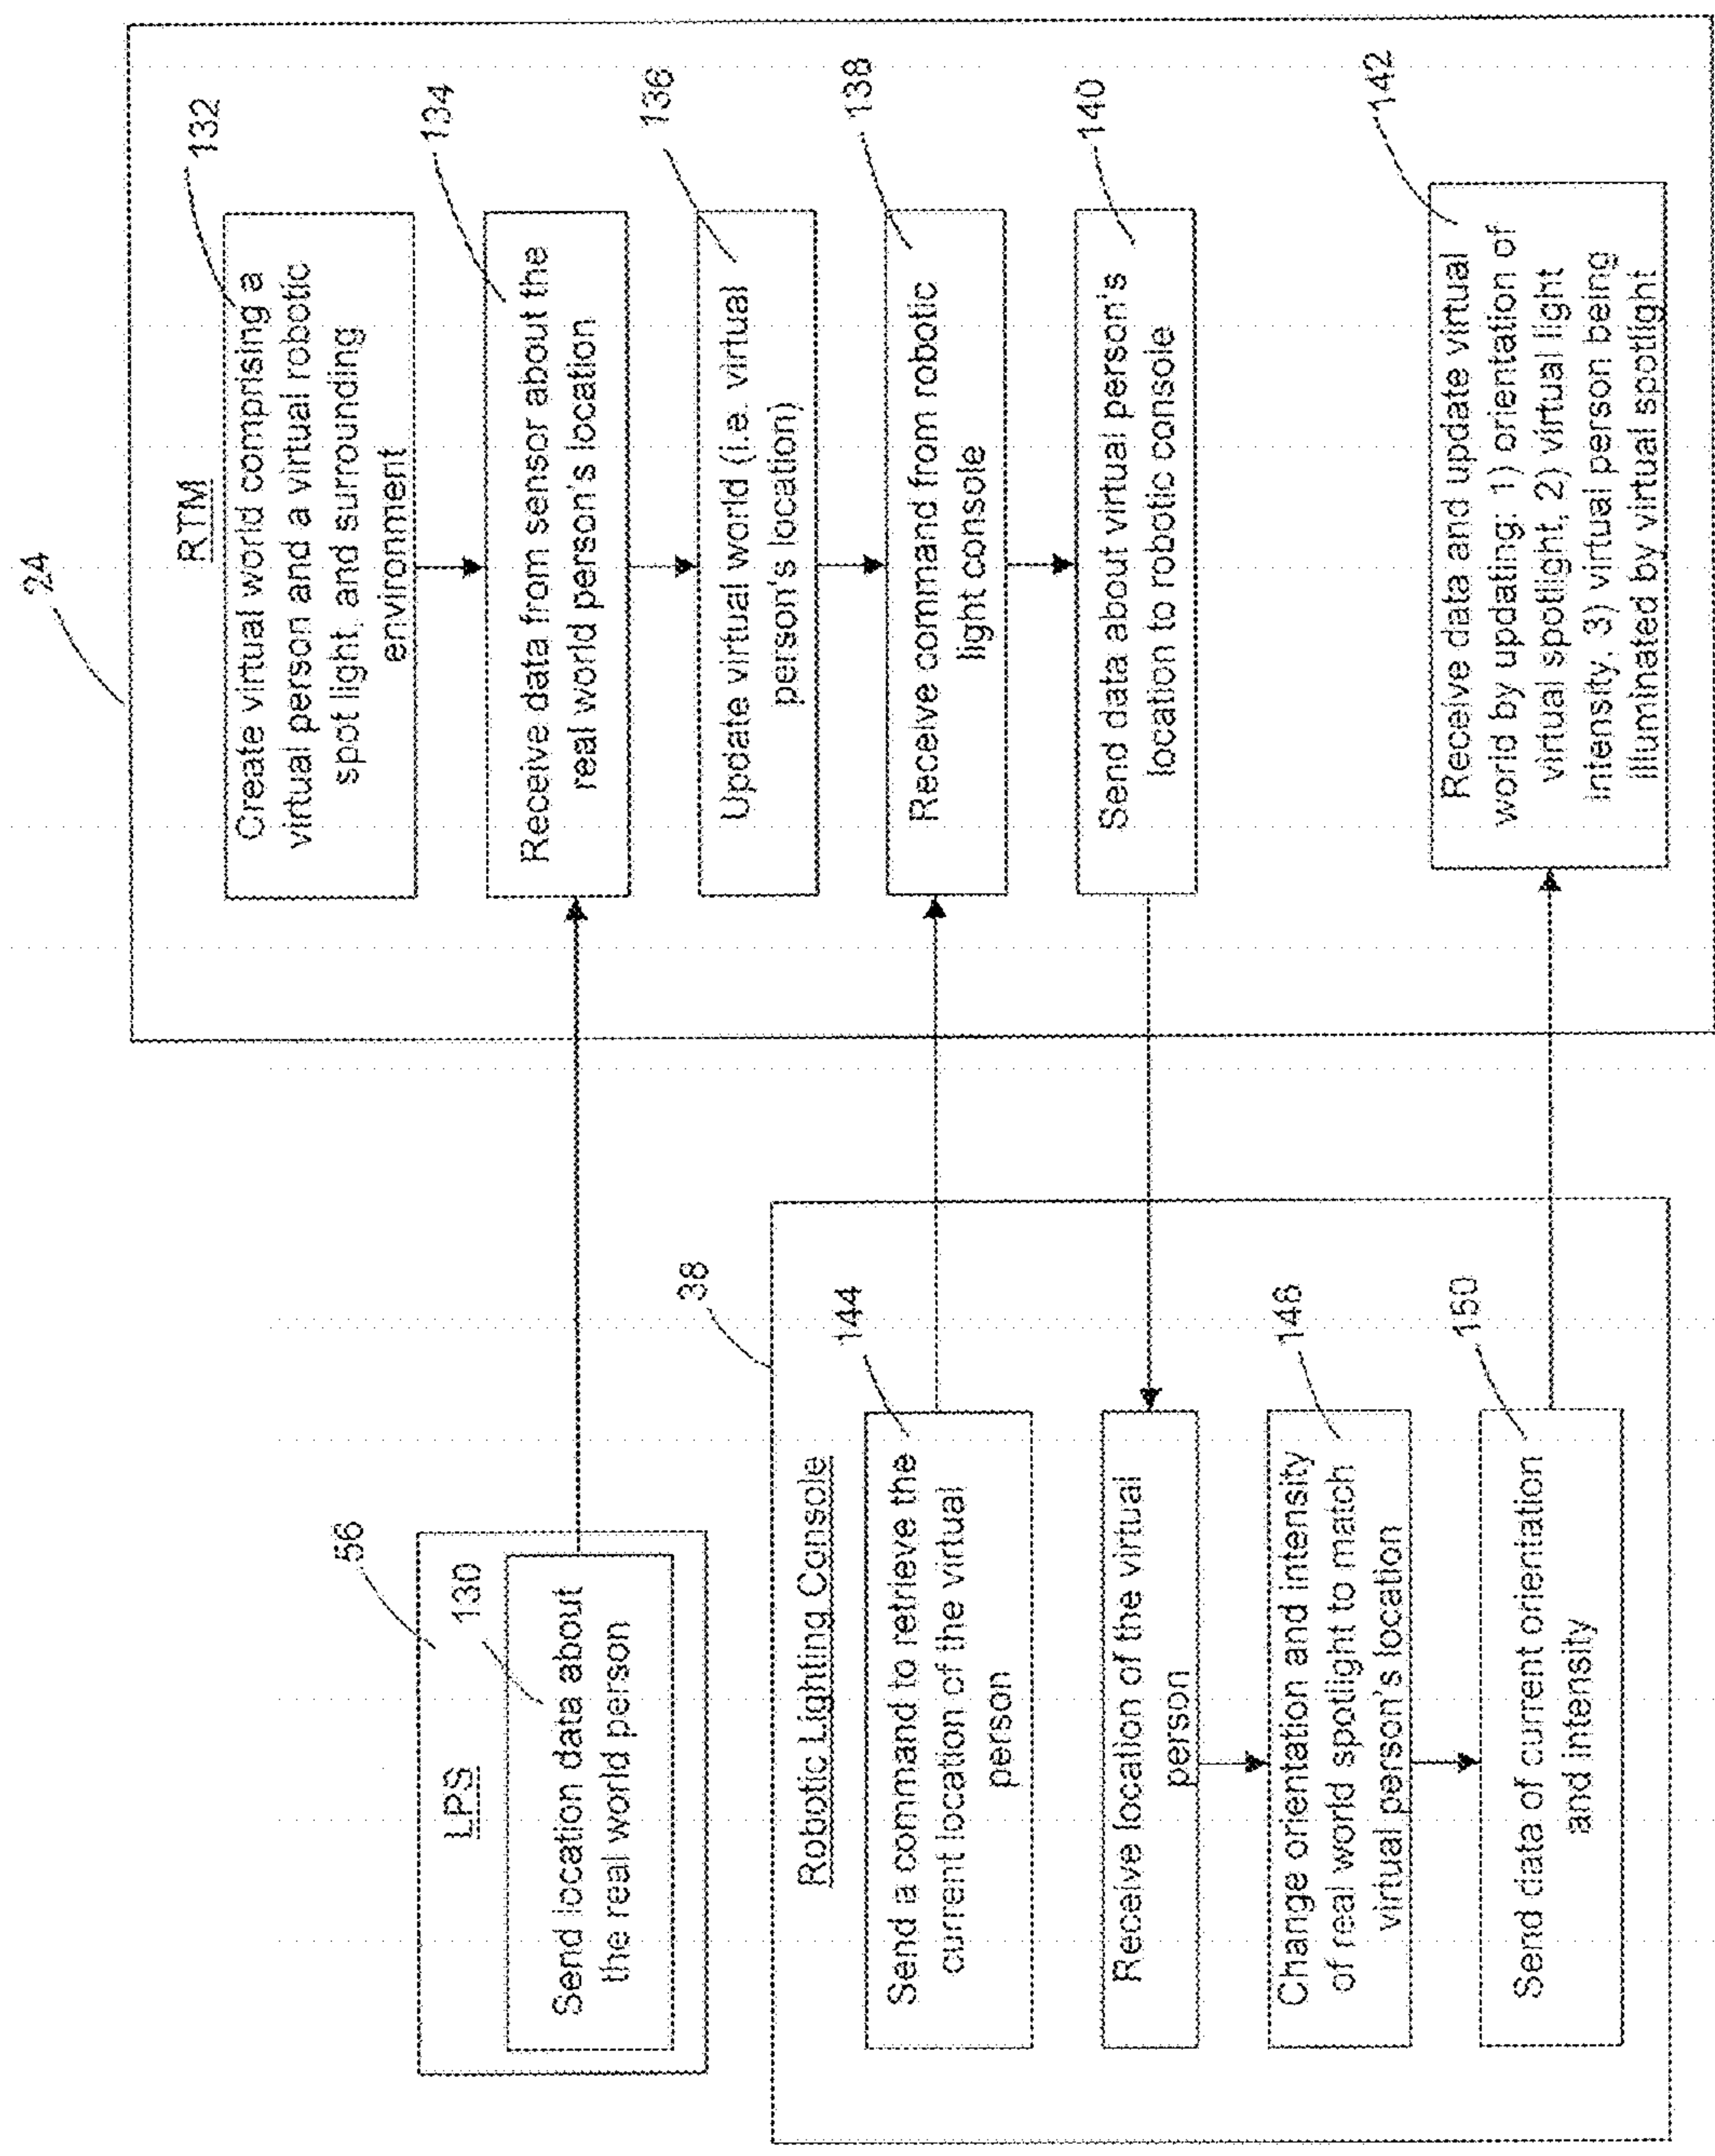 24
RTM
132
Create virtual world comprising a
virtual person and a virtual robotic
spot light, and surrounding
environment
134
Receive data from sensor about the
real world person's location
136
Update virtual world (i.e. virtual
person's location)
138
Receive command from robotic
light console
140
Send data about virtual person's
location to robotic console
142
Receive data and update virtual
world by updating: 1) orientation of
virtual spotlight, 2) virtual light
intensity, 3) virtual person being
illuminated by virtual spotlight
56
LPS
130
Send location data about
the real world person
38
Robotic Lighting Console
144
Send a command to retrieve the
current location of the virtual
person
Receive location of the virtual
person
148
Change orientation and intensity
of real world spotlight to match
virtual person's location
150
Send data of current orientation
and intensity